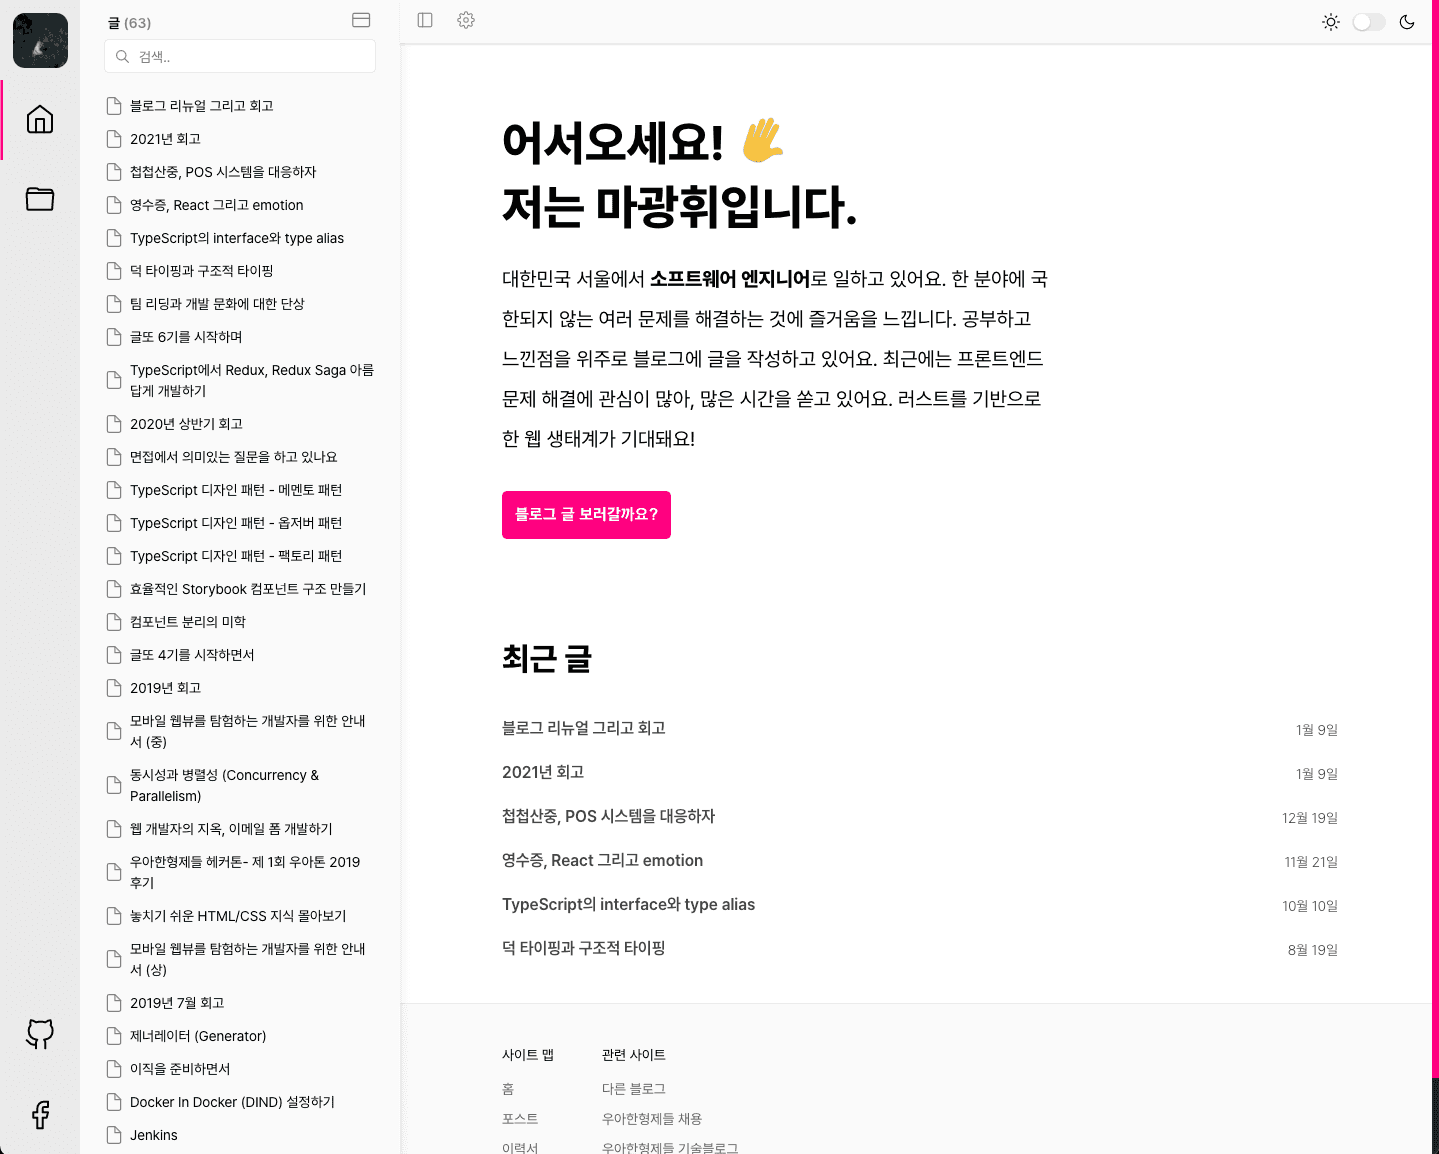 글 (63)
검색..
블로그 리뉴얼 그리고 회고
2021년 회고
첩첩산중, POS 시스템을 대응하자
영수증, React 그리고 emotion
TypeScript의 interface와 type alias
덕 타이핑과 구조적 타이핑
팀 리딩과 개발 문화에 대한 단상
글또 6기를 시작하며
TypeScript에서 Redux, Redux Saga 아름
답게 개발하기
2020년 상반기 회고
면접에서 의미있는 질문을 하고 있나요
TypeScript 디자인 패턴 - 메멘토 패턴
TypeScript 디자인 패턴 - 옵저버 패턴
TypeScript 디자인 패턴 - 팩토리 패턴
효율적인 Storybook 컴포넌트 구조 만들기
컴포넌트 분리의 미학
글또 4기를 시작하면서
2019년 회고
모바일 웹뷰를 탐험하는 개발자를 위한 안내
서 (중)
동시성과 병렬성 (Concurrency &
Parallelism)
웹 개발자의 지옥, 이메일 폼 개발하기
우아한형제들 헤커톤- 제 1회 우아톤 2019
후기
놓치기 쉬운 HTML/CSS 지식 몰아보기
모바일 웹뷰를 탐험하는 개발자를 위한 안내
서 (상)
2019년 7월 회고
제너레이터 (Generator)
이직을 준비하면서
Docker In Docker (DIND) 설정하기
Jenkins
어서오세요! 🖐
저는 마광휘입니다.
대한민국 서울에서 소프트웨어 엔지니어로 일하고 있어요. 한 분야에 국
한되지 않는 여러 문제를 해결하는 것에 즐거움을 느낍니다. 공부하고
느낀점을 위주로 블로그에 글을 작성하고 있어요. 최근에는 프론트엔드
문제 해결에 관심이 많아, 많은 시간을 쏟고 있어요. 러스트를 기반으로
한 웹 생태계가 기대돼요!
블로그 글 보러갈까요?
최근 글
블로그 리뉴얼 그리고 회고 1월 9일
2021년 회고 1월 9일
첩첩산중, POS 시스템을 대응하자 12월 19일
영수증, React 그리고 emotion 11월 21일
TypeScript의 interface와 type alias 10월 10일
덕 타이핑과 구조적 타이핑 8월 19일
사이트 맵 관련 사이트
홈 다른 블로그
포스트 우아한형제들 채용
이력서 우아한형제들 기술블로그